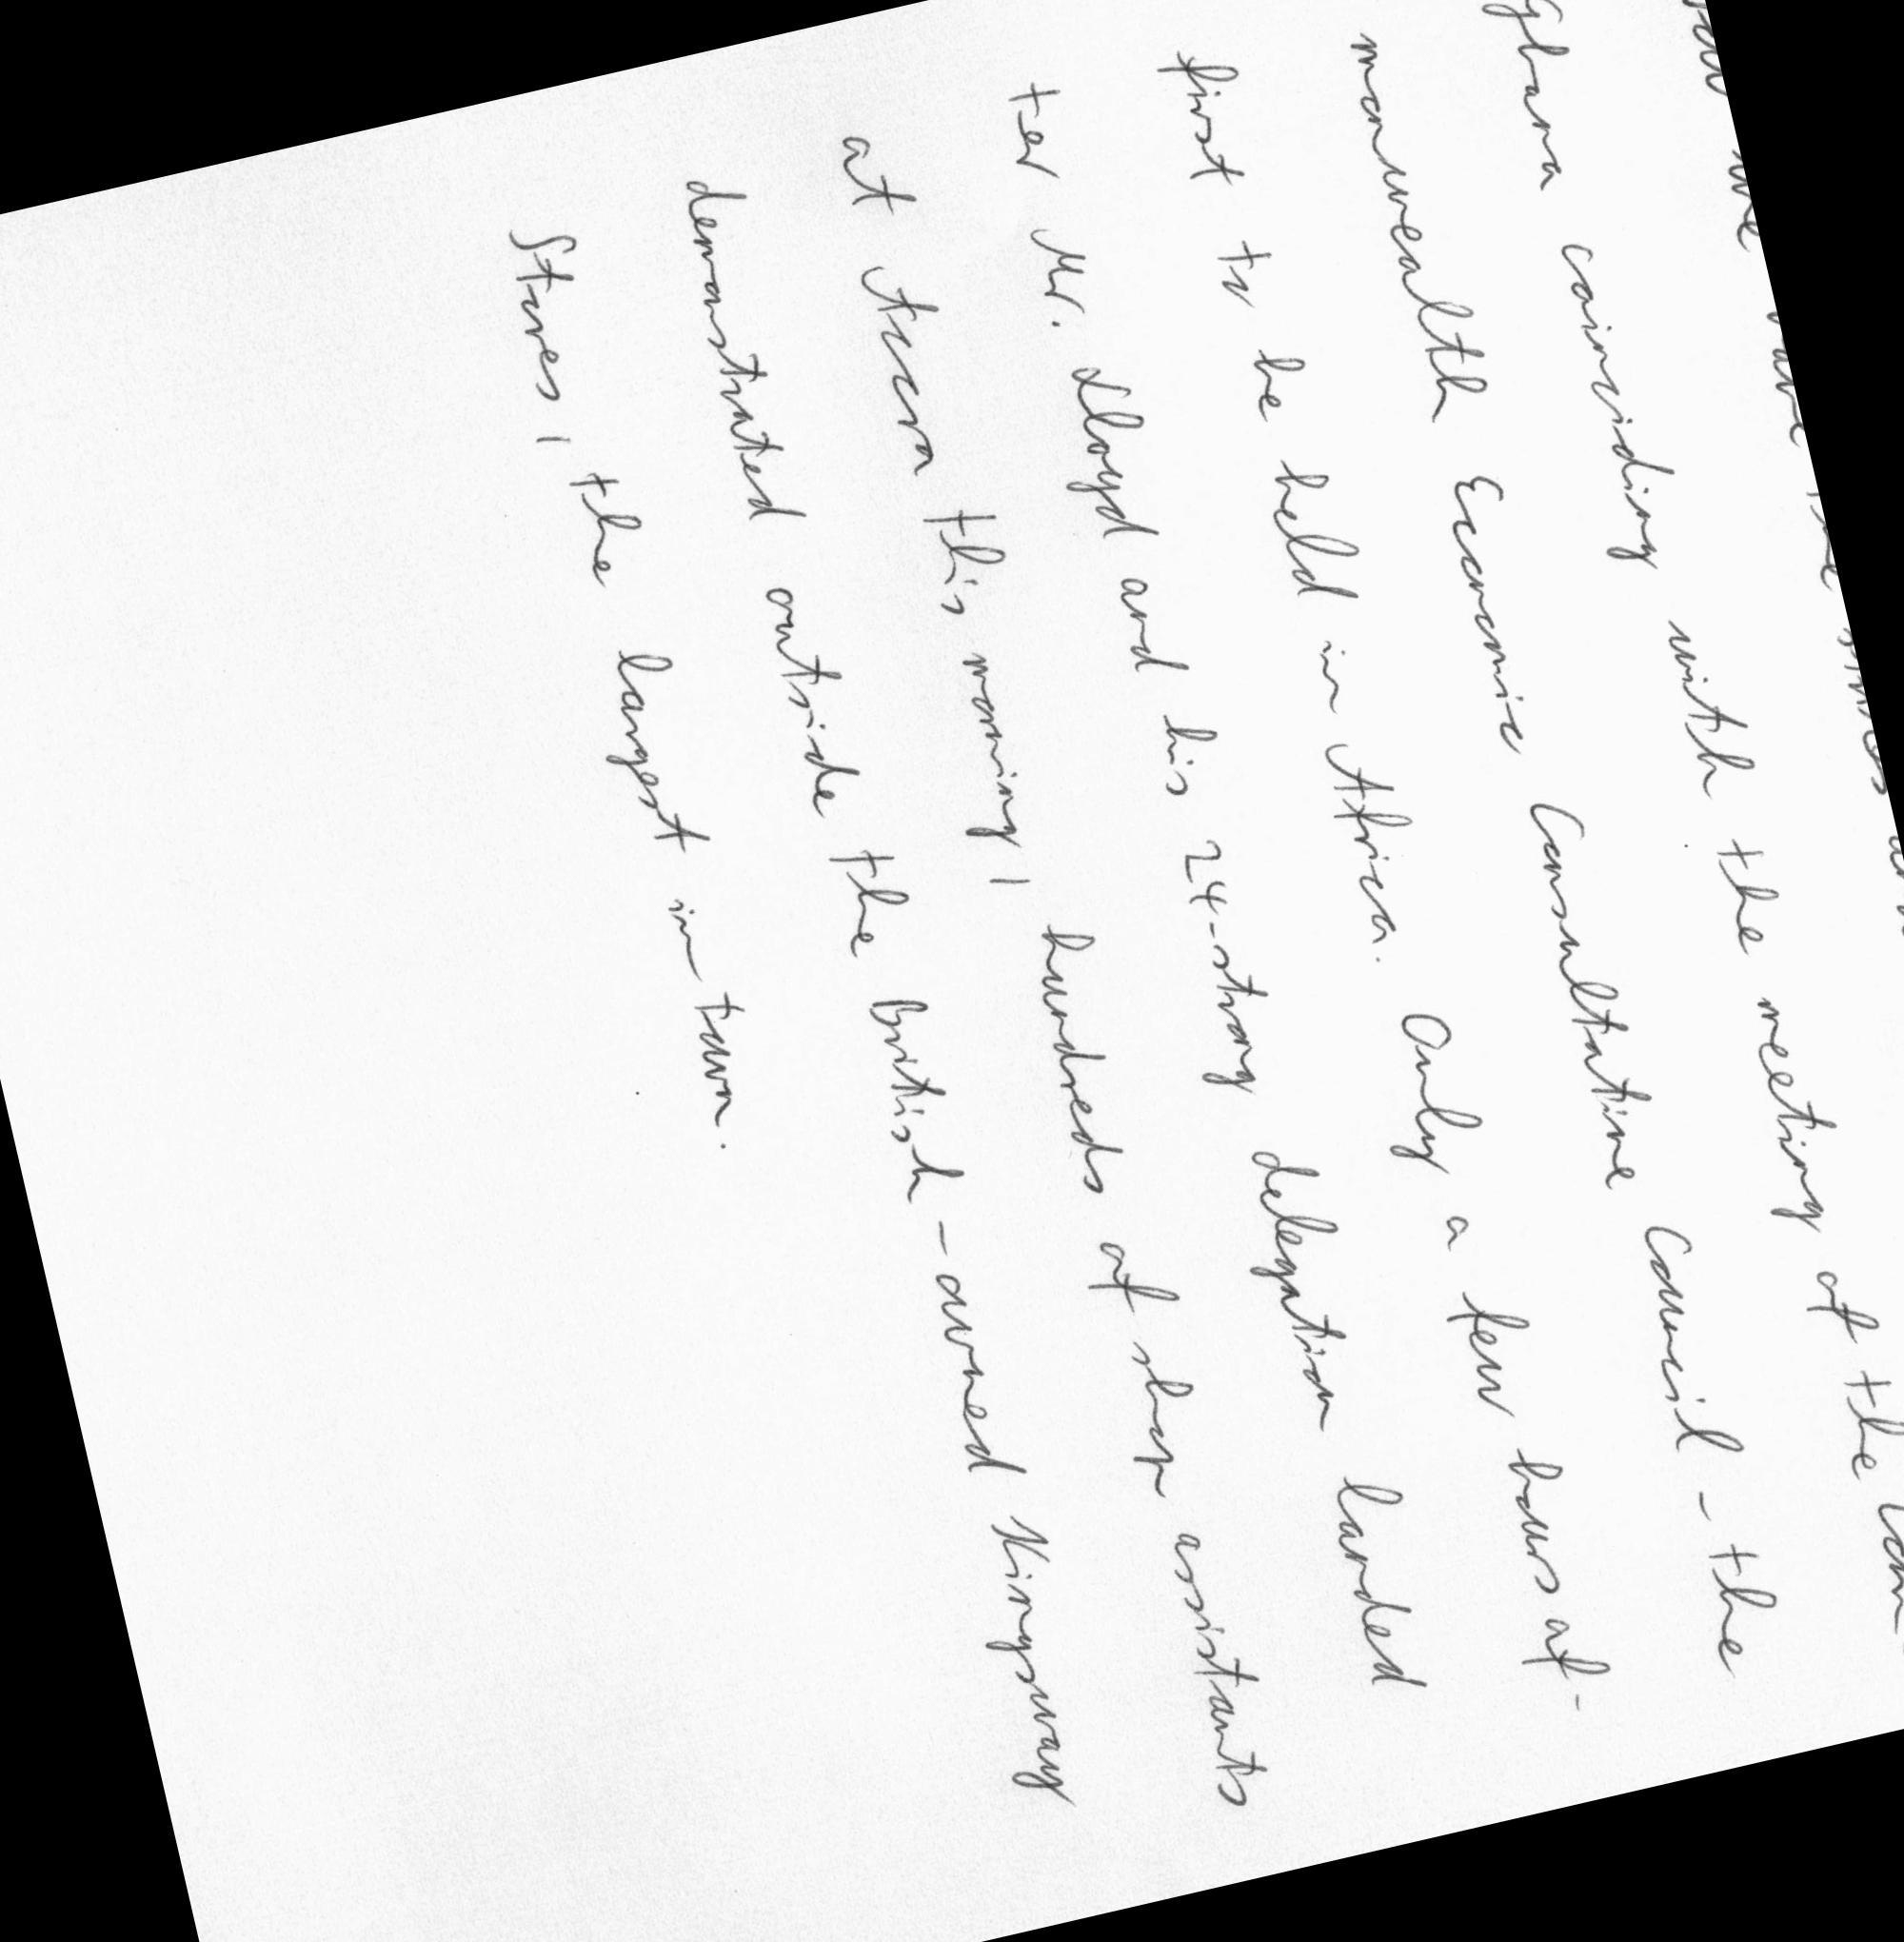 Ghana coinciding with the meeting of the Com-
monwealth Economic Consultative Council - the
first to be held in Africa. Only a few hours af-
ter Mr. Lloyd and his 24-strong delegation landed
at Accra this morning, hundreds of shop assistants
demonstrated outside the British - owned Kingsway
Stores, the largest in town.